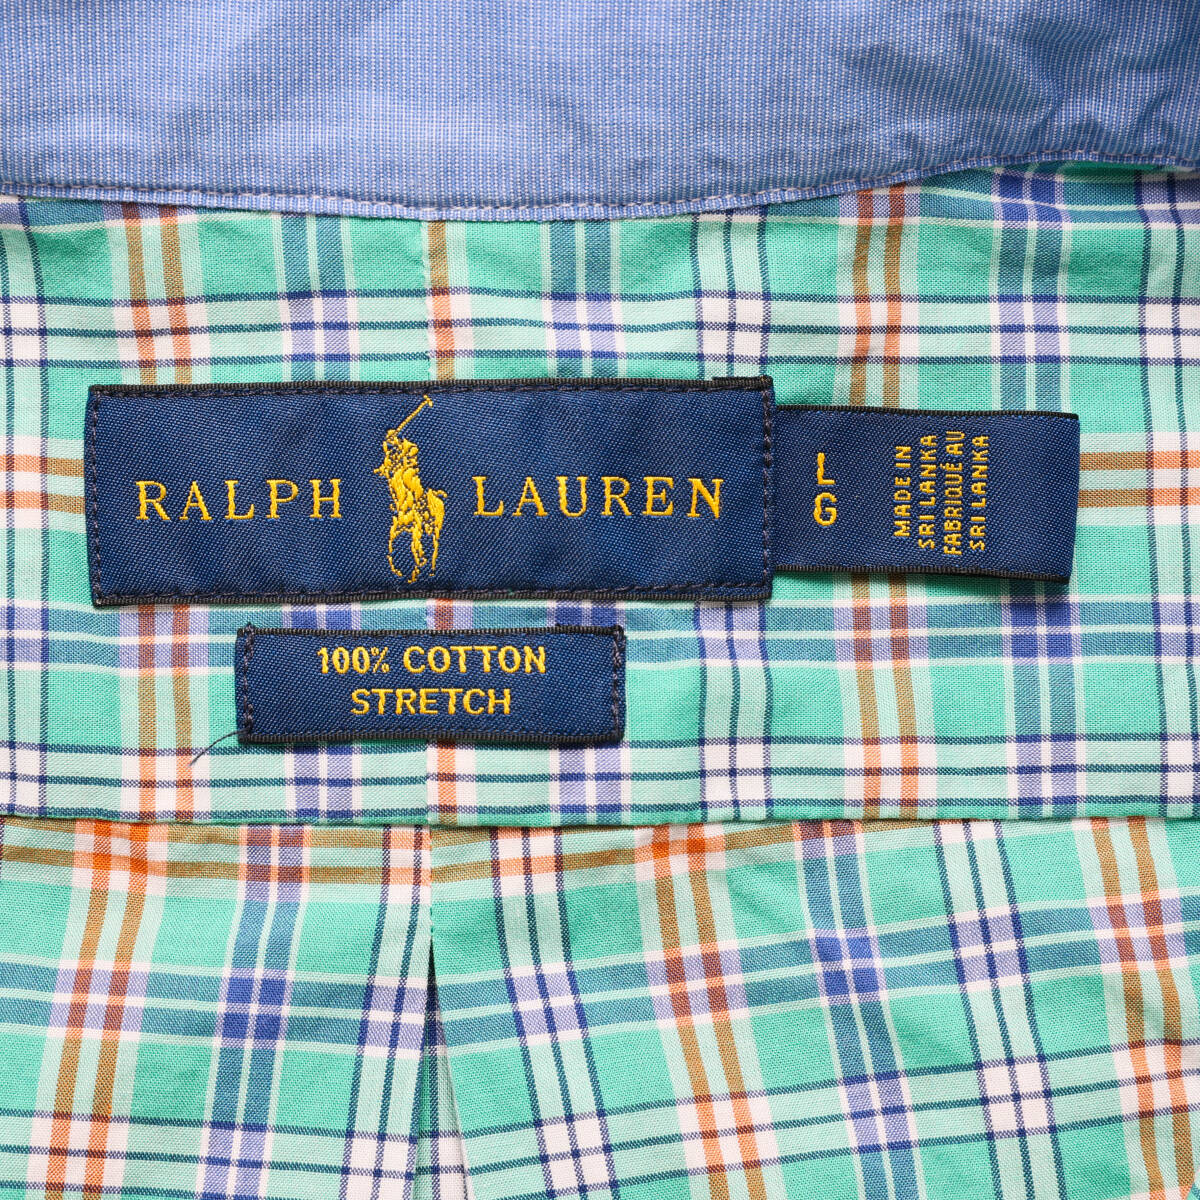 RALPH LAUREN
L
G
MADE IN
SRI LANKA
FABRIQUÉ AU
SRI LANKA
100% COTTON
STRETCH